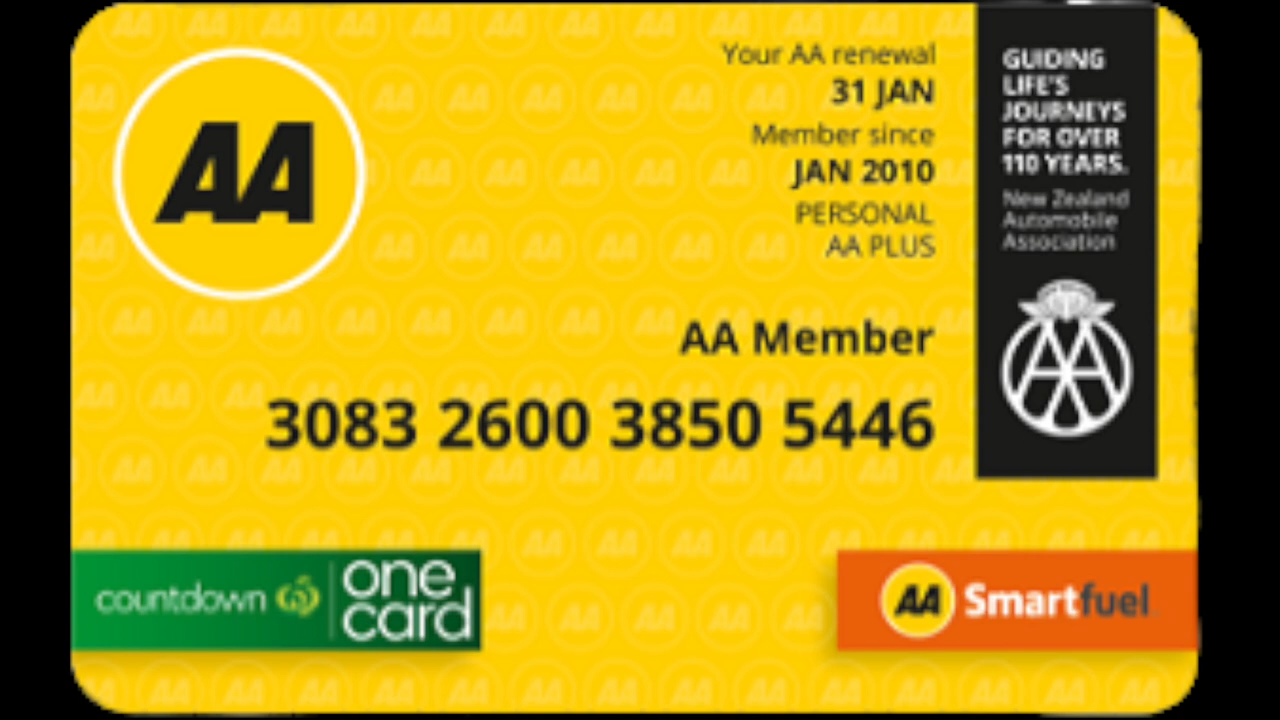 AA
Your AA renewal
31 JAN
Member since
JAN 2010
PERSONAL
AA PLUS
AA Member
3083 2600 3850 5446
GUIDING
LIFE'S
JOURNEYS
FOR OVER
110 YEARS.
New Zealand
Automobile
Association
AA
countdown
one
card
AA Smartfuel